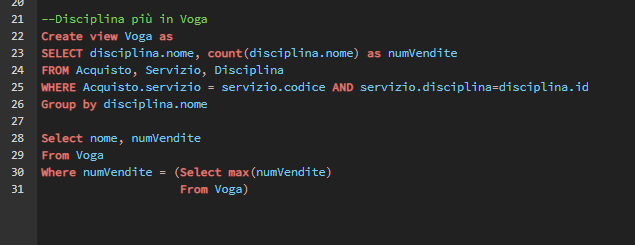 20
21 --Disciplina più in Voga
22 Create view Voga as
23 SELECT disciplina.nome, count(disciplina.nome) as numVendite
24 FROM Acquisto, Servizio, Disciplina
25 WHERE Acquisto.servizio = servizio.codice AND servizio.disciplina=disciplina.id
26 Group by disciplina.nome
27
28 Select nome, numVendite
29 From Voga
30 Where numVendite = (Select max(numVendite)
31 From Voga)